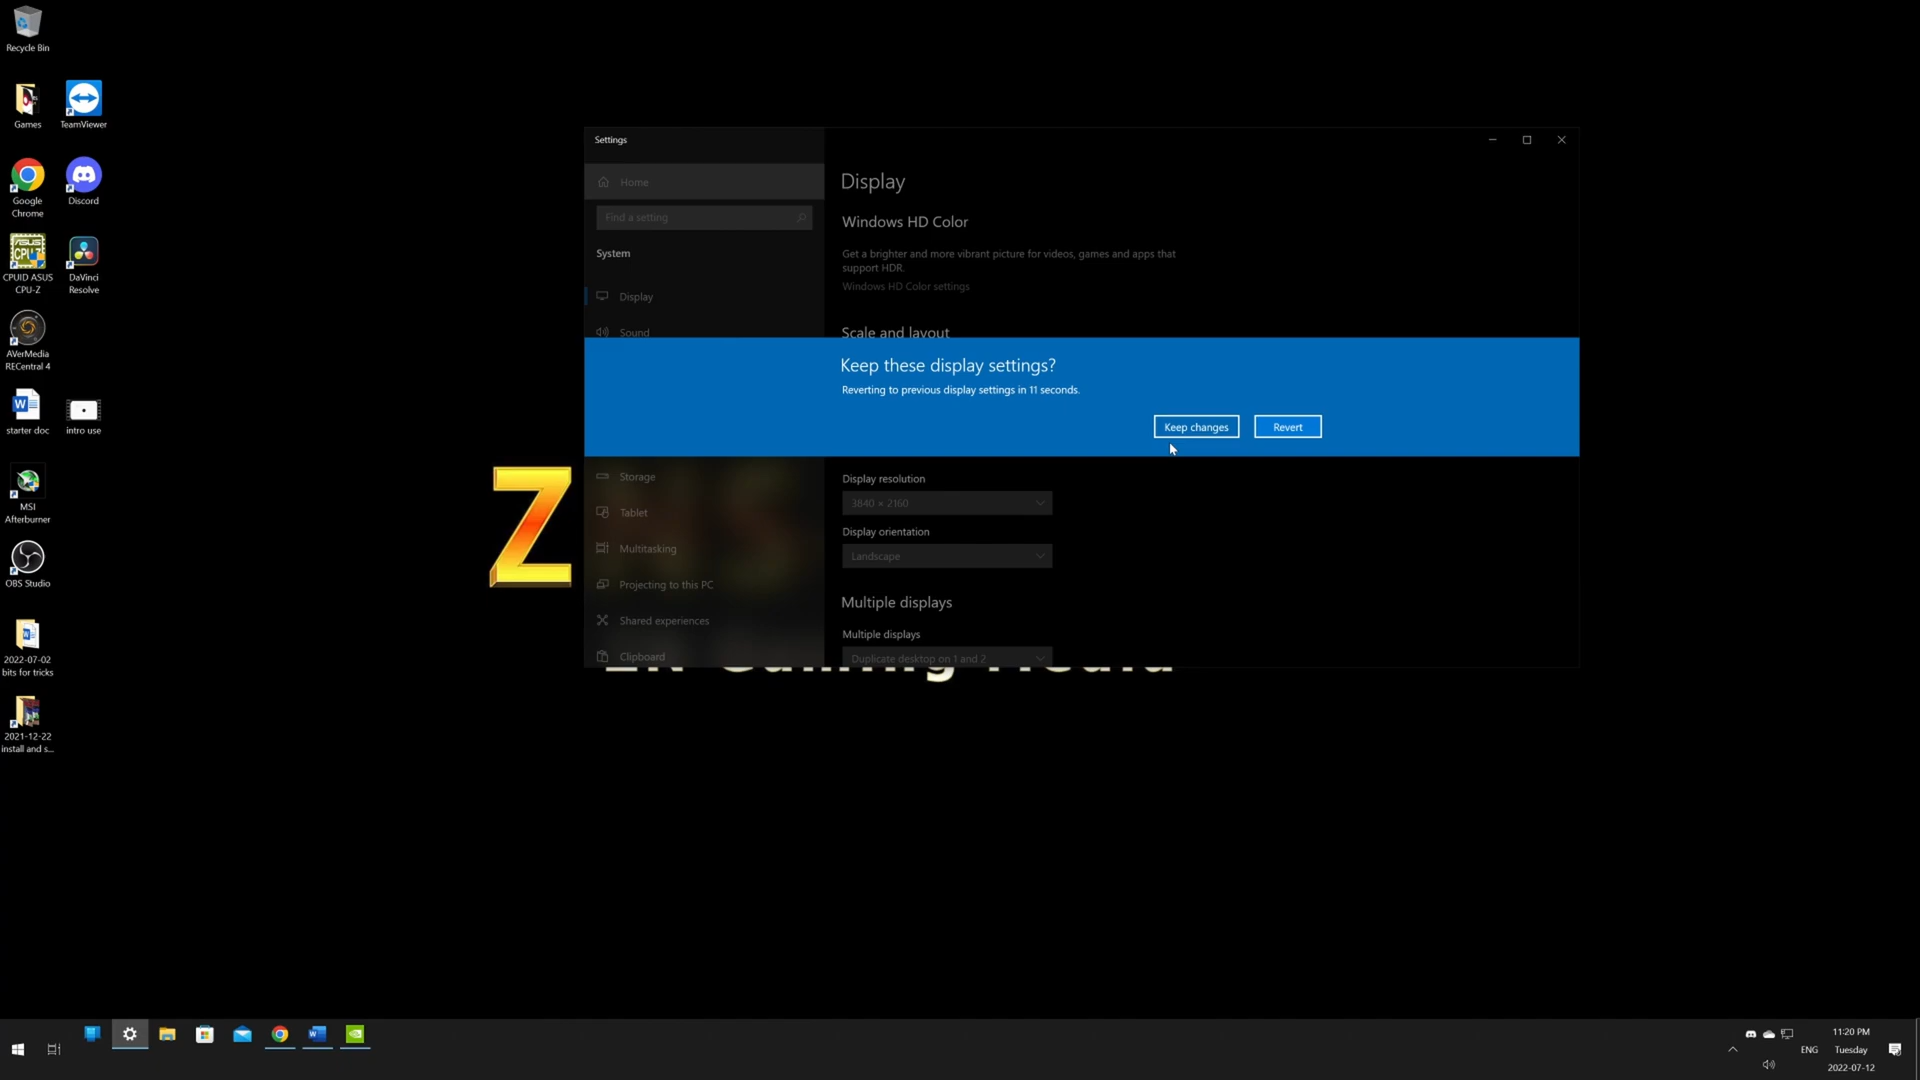 Recycle Bin
Games
TeamViewer
Google
Chrome
Discord
CPUID ASUS
CPU-Z
DaVinci
Resolve
AVerMedia
RECentral 4
starter doc
intro use
MSI
Afterburner
OBS Studio
2022-07-02
bits for tricks
2021-12-22
install and s...
Z
Settings
Home
Find a setting
System
Display
Sound
Storage
Tablet
Multitasking
Projecting to this PC
Shared experiences
Clipboard
Display
Windows HD Color
Get a brighter and more vibrant picture for videos, games and apps that
support HDR.
Windows HD Color settings
Scale and layout
Keep these display settings?
Reverting to previous display settings in 11 seconds.
Keep changes
Revert
Display resolution
3840 × 2160
Display orientation
Landscape
Multiple displays
Multiple displays
Duplicate desktop on 1 and 2
11:20 PM
ENG
Tuesday
2022-07-12